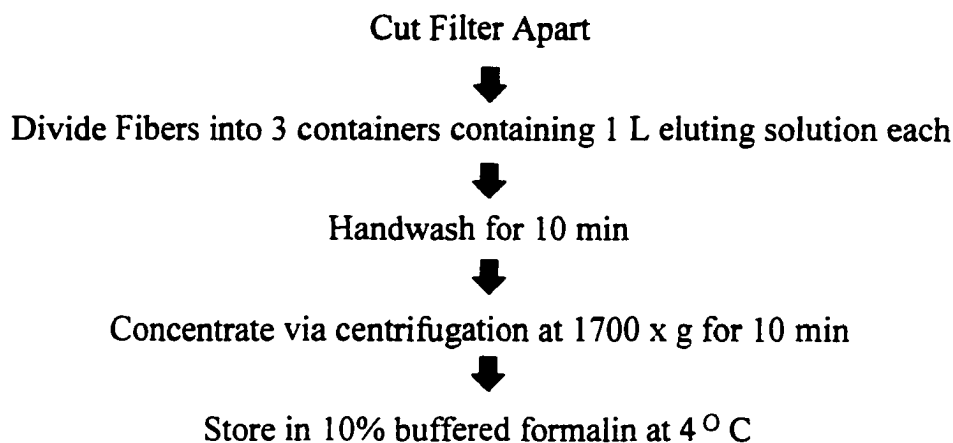 Cut Filter Apart
Divide Fibers into 3 containers containing 1 L eluting solution each
Handwash for 10 min
Concentrate via centrifugation at 1700 x g for 10 min
Store in 10% buffered formalin at 4 O C